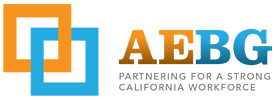 AEBG
PARTNERING FOR A STRONG
CALIFORNIA WORKFORCE